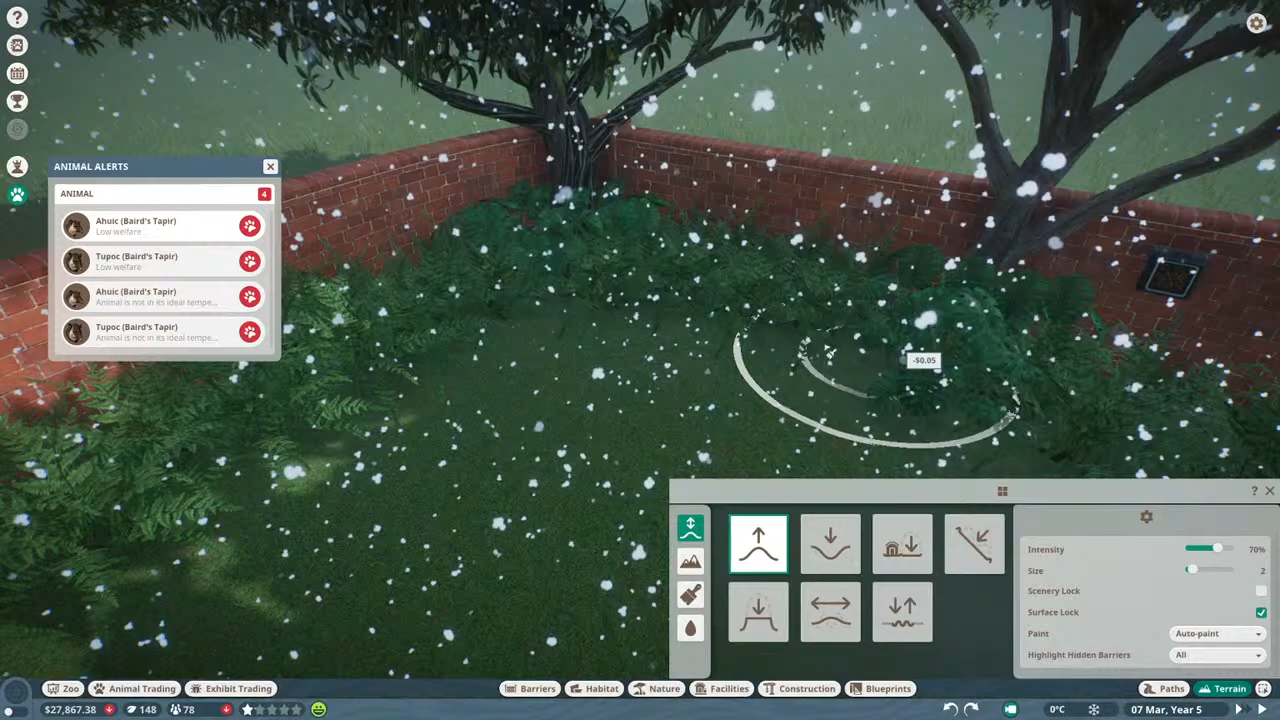 ANIMAL ALERTS
ANIMAL 4
Ahuic (Baird's Tapir)
Low welfare
Tupoc (Baird's Tapir)
Low welfare
Ahuic (Baird's Tapir)
Animal is not in its ideal tempe...
Tupoc (Baird's Tapir)
Animal is not in its ideal tempe...
-$0.05
?
Intensity 70%
Size 2
Scenery Lock
Surface Lock
Paint Auto-paint
Highlight Hidden Barriers All
Zoo Animal Trading Exhibit Trading Barriers Habitat Nature Facilities Construction Blueprints Paths Terrain
$27,867.38 148 78 0°C 07 Mar, Year 5